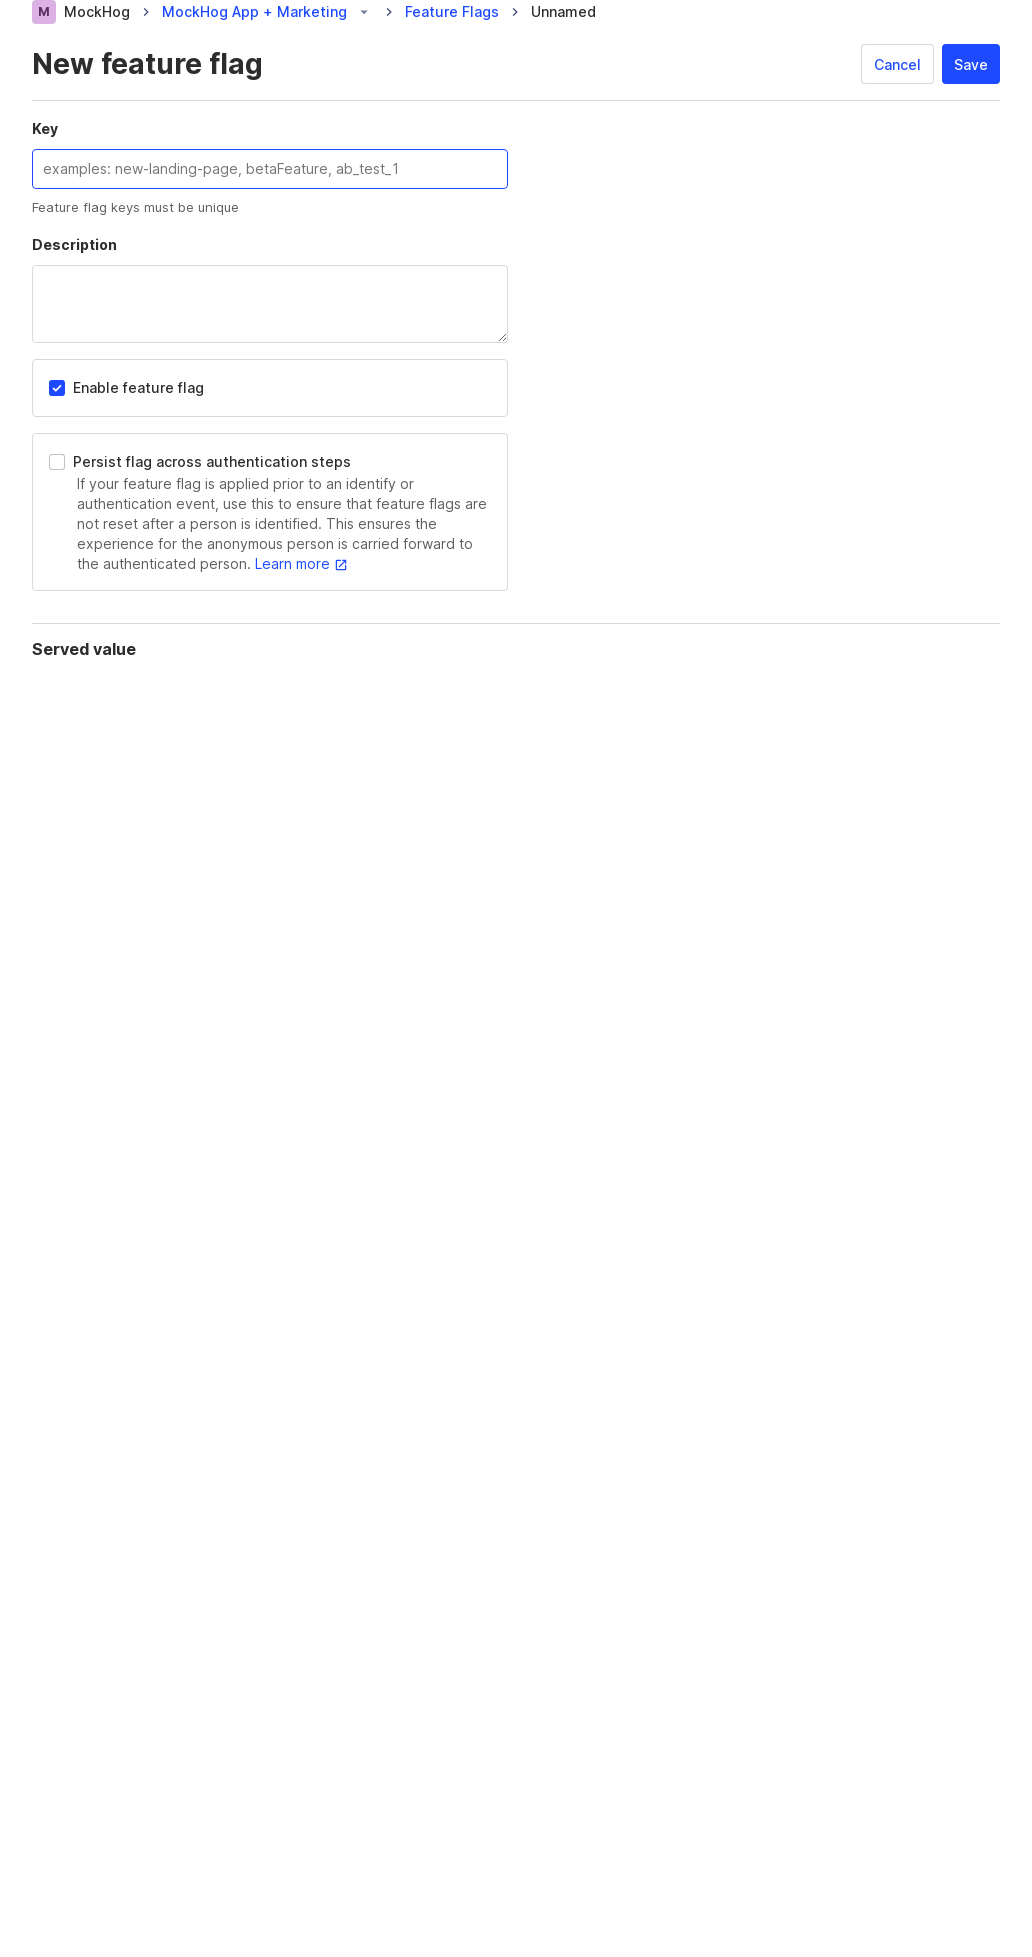 M MockHog MockHog App + Marketing Feature Flags Unnamed
New feature flag
Cancel Save
Key
examples: new-landing-page, betaFeature, ab_test_1
Feature flag keys must be unique
Description
Enable feature flag
Persist flag across authentication steps
If your feature flag is applied prior to an identify or
authentication event, use this to ensure that feature flags are
not reset after a person is identified. This ensures the
experience for the anonymous person is carried forward to
the authenticated person. Learn more
Served value